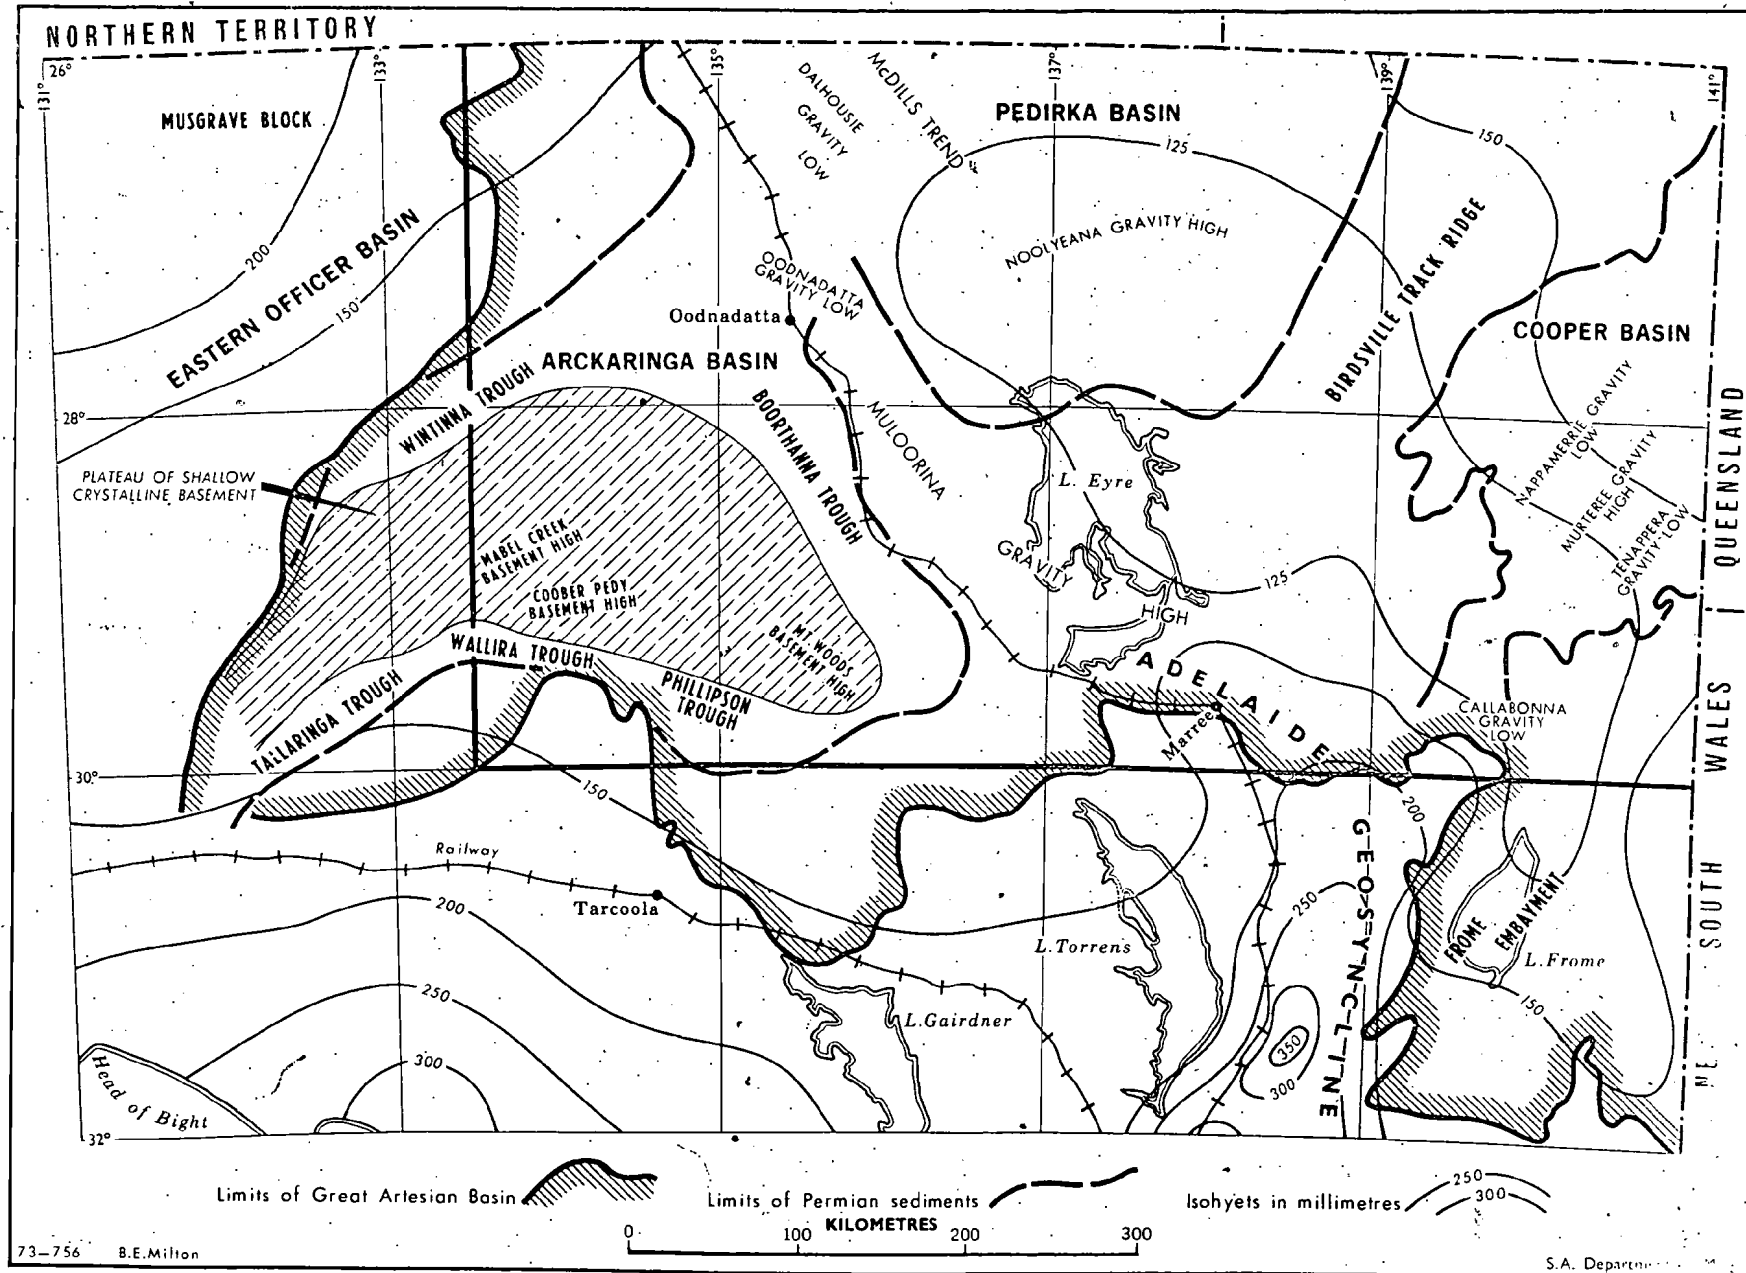 NORTHERN TERRITORY
26°
131°
133°
135°
137°
139°
141°
MUSGRAVE BLOCK
DALHOUSIE
GRAVITY
LOW
McDILLS TREND
PEDIRKA BASIN
125
150
NOOLYEANA GRAVITY HIGH
200
EASTERN OFFICER BASIN
150
OODNADATTA
GRAVITY LOW
Oodnadatta
BIRDSVILLE TRACK RIDGE
COOPER BASIN
ARCKARINGA BASIN
28°
WINTINNA TROUGH
BOORTHANNA TROUGH
MULOORINA
GRAVITY
HIGH
L. Eyre
NAPPAMERRIE GRAVITY
LOW
MURTEREE GRAVITY
HIGH
TENAPPERA
GRAVITY LOW
QUEENSLAND
PLATEAU OF SHALLOW
CRYSTALLINE BASEMENT
MABEL CREEK
BASEMENT HIGH
COOBER PEDY
BASEMENT HIGH
MT WOODS
BASEMENT HIGH
125
WALLIRA TROUGH
PHILLIPSON
TROUGH
TALLARINGA TROUGH
ADELAIDE
GEOSYNCLINE
Marree
CALLABONNA
GRAVITY
LOW
NE SOUTH WALES
30°
150
200
Railway
Tarcoola
200
250
L.Torrens
FROME
EMBAYMENT
L.Frome
150
250
L.Gairdner
350
300
300
Head of Bight
32°
Limits of Great Artesian Basin
Limits of Permian sediments
Isohyets in millimetres
250
300
KILOMETRES
0
100
200
300
73-756
B.E.Milton
S.A.